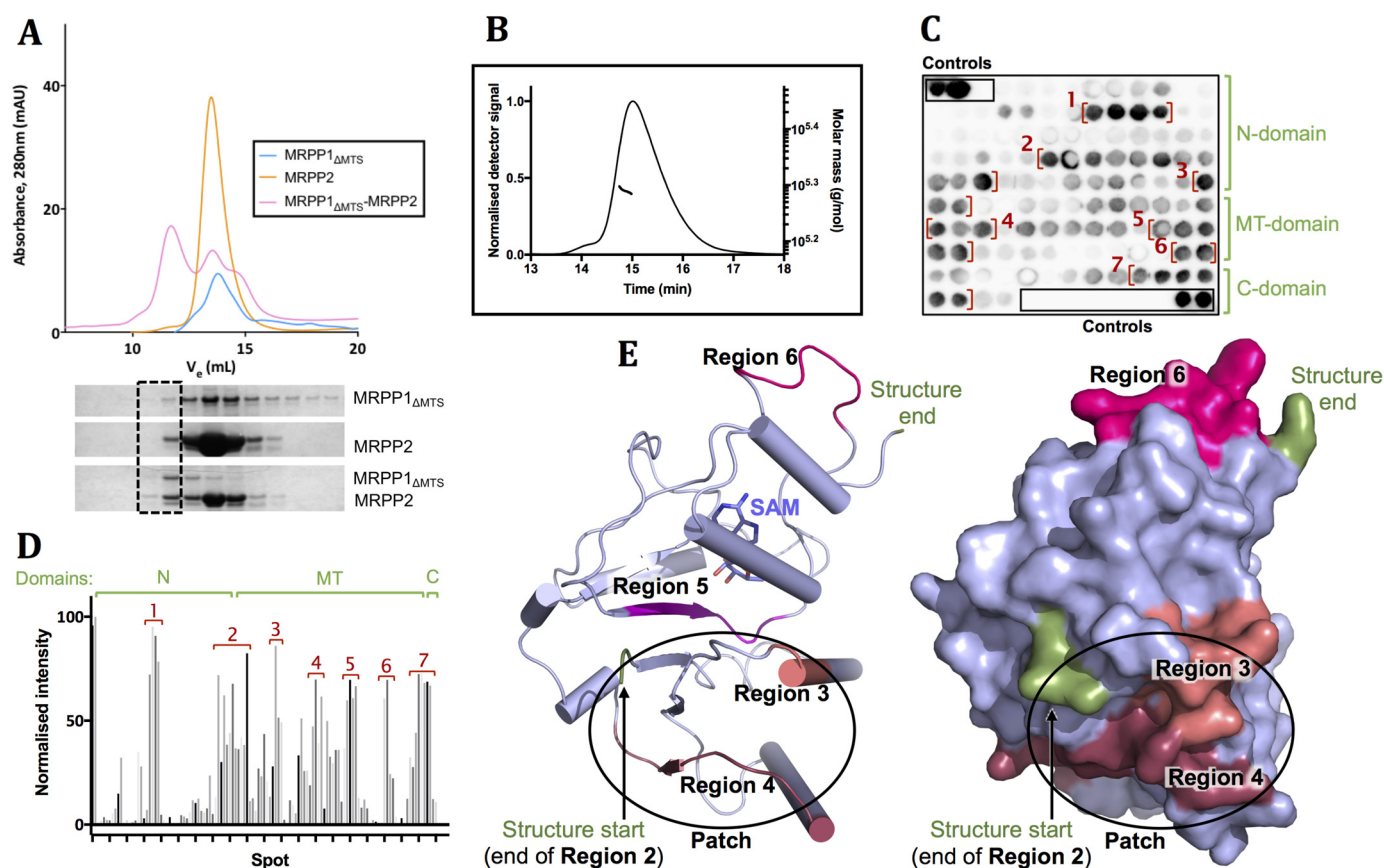 A
Absorbance, 280nm (mAU)
40
20
0
10
15
20
Vₑ (mL)
MRPP1ΔMTS
MRPP2
MRPP1ΔMTS-MRPP2
MRPP1ΔMTS
MRPP2
MRPP1ΔMTS
MRPP2
B
Normalised detector signal
1.0
0.5
0.0
13
14
15
16
17
18
Time (min)
Molar mass (g/mol)
10^5.4
10^5.3
10^5.2
C
Controls
1
2
3
4
5
6
7
N-domain
MT-domain
C-domain
Controls
D
Domains:
N
MT
C
Normalised intensity
100
50
0
1
2
3
4
5
6
7
Spot
E
Region 6
Structure
end
SAM
Region 5
Region 3
Region 4
Structure start
(end of Region 2)
Patch
Region 6
Structure
end
Region 3
Region 4
Structure start
(end of Region 2)
Patch